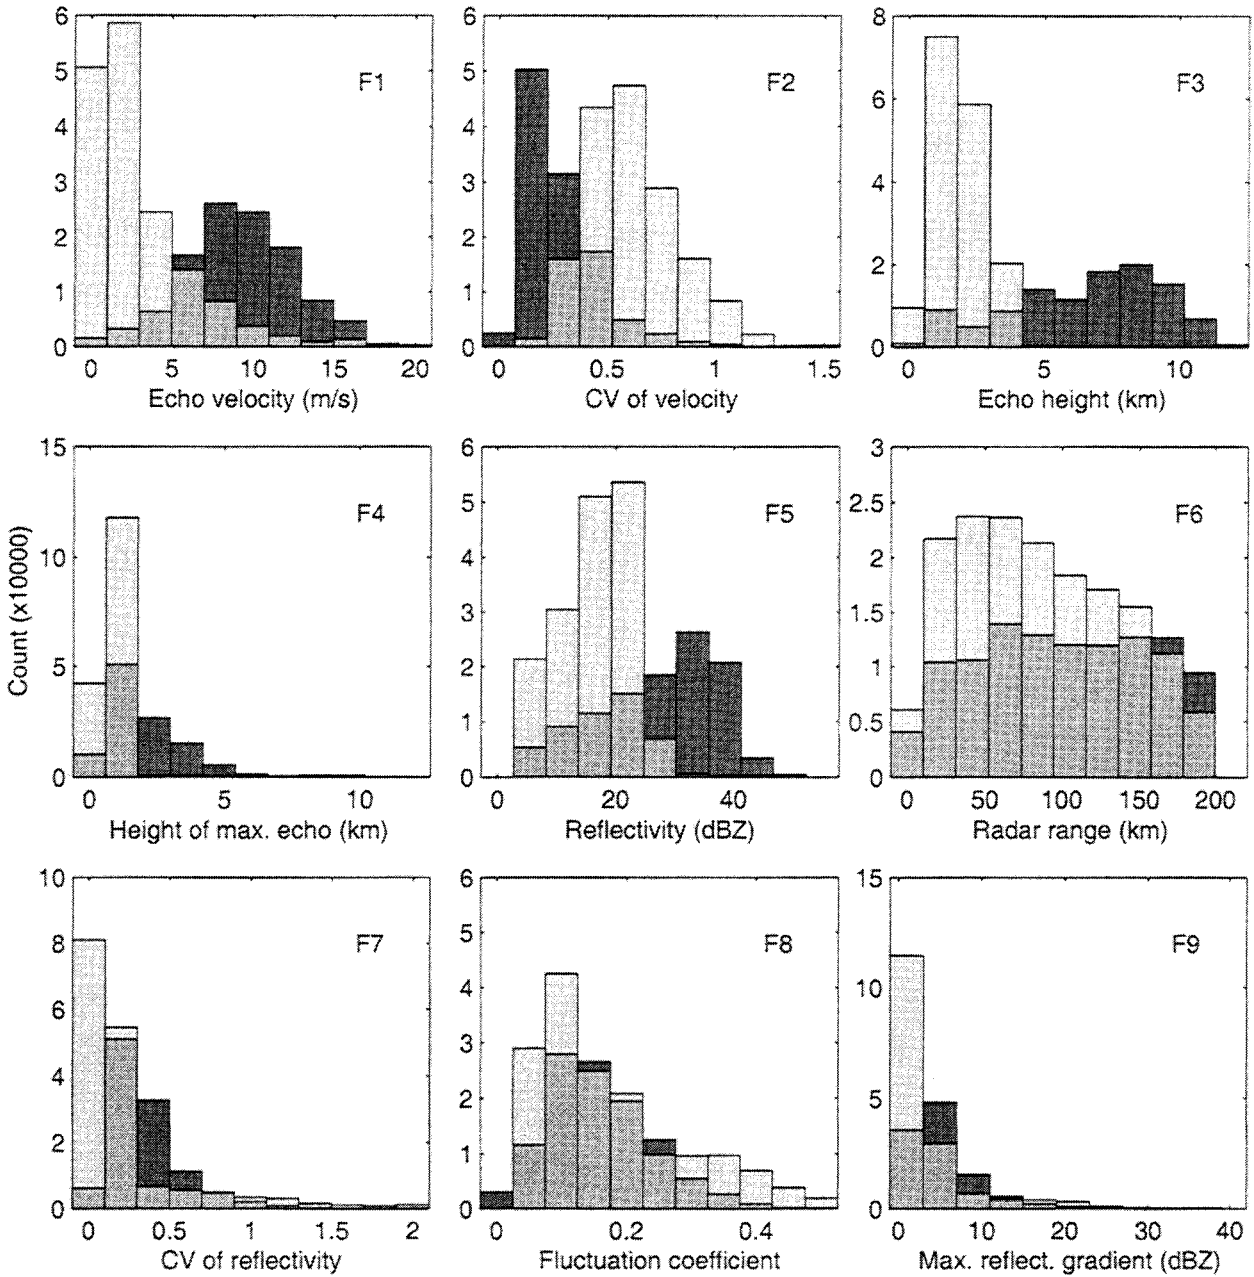 6
5
4
3
2
1
0
F1
0 5 10 15 20
Echo velocity (m/s)
6
5
4
3
2
1
0
F2
0 0.5 1 1.5
CV of velocity
8
6
4
2
0
F3
0 5 10
Echo height (km)
Count (x10000)
15
10
5
0
F4
0 5 10
Height of max. echo (km)
6
5
4
3
2
1
0
F5
0 20 40
Reflectivity (dBZ)
3
2.5
2
1.5
1
0.5
0
F6
0 50 100 150 200
Radar range (km)
10
8
6
4
2
0
F7
0 0.5 1 1.5 2
CV of reflectivity
6
5
4
3
2
1
0
F8
0 0.2 0.4
Fluctuation coefficient
15
10
5
0
F9
0 10 20 30 40
Max. reflect. gradient (dBZ)